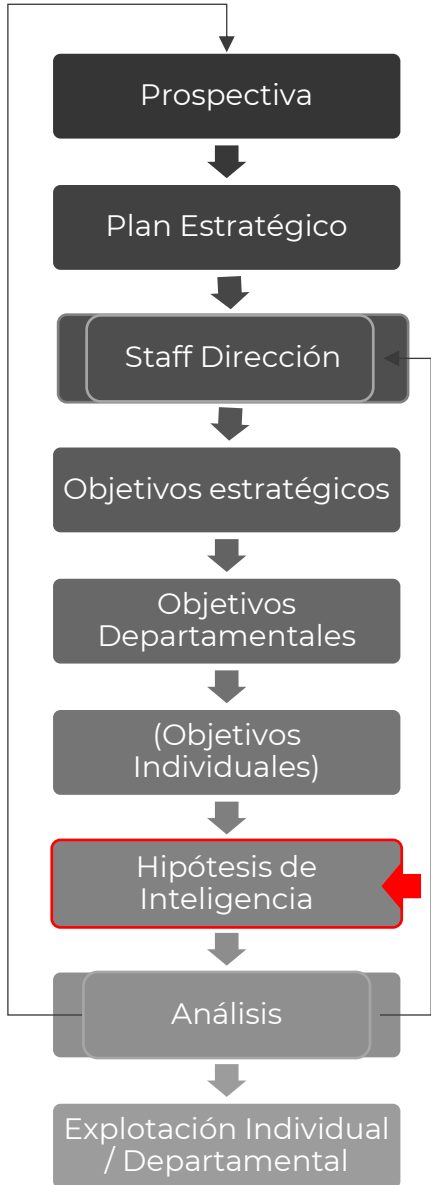 Prospectiva
Plan Estratégico
Staff Dirección
Objetivos estratégicos
Objetivos
Departamentales
(Objetivos
Individuales)
Hipótesis de
Inteligencia
Análisis
Explotación Individual
/ Departamental